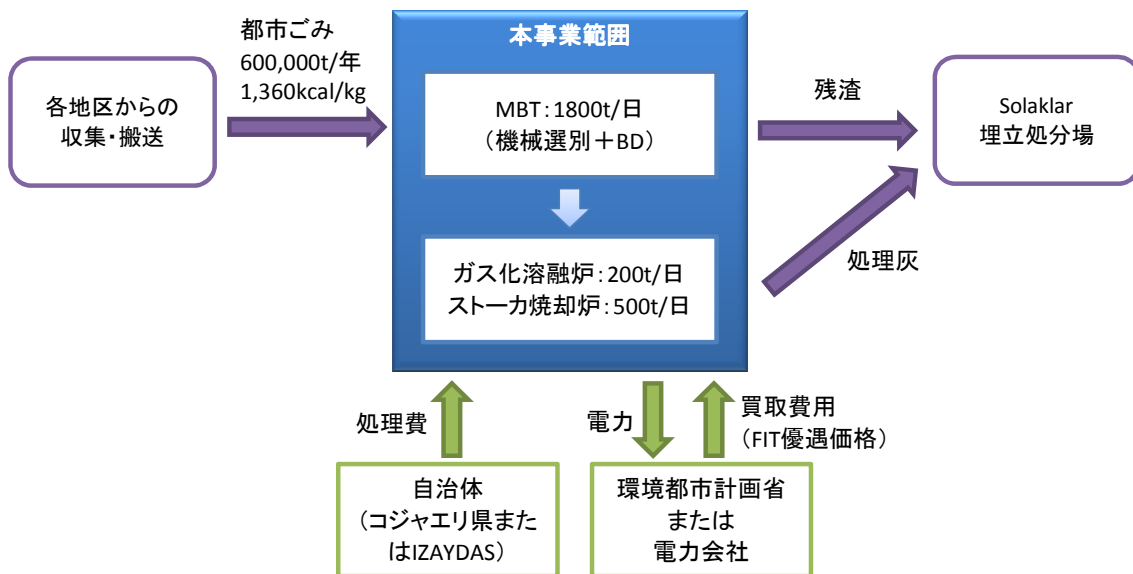 都市ごみ
600,000t/年
1,360kcal/kg
本事業範囲
各地区からの
収集・搬送
MBT：1800t/日
（機械選別＋BD）
残渣
Solaklar
埋立処分場
ガス化溶融炉：200t/日
ストーカ焼却炉：500t/日
処理灰
処理費
電力
買取費用
（FIT優遇価格）
自治体
（コジャエリ県また
はIZAYDAS）
環境都市計画省
または
電力会社